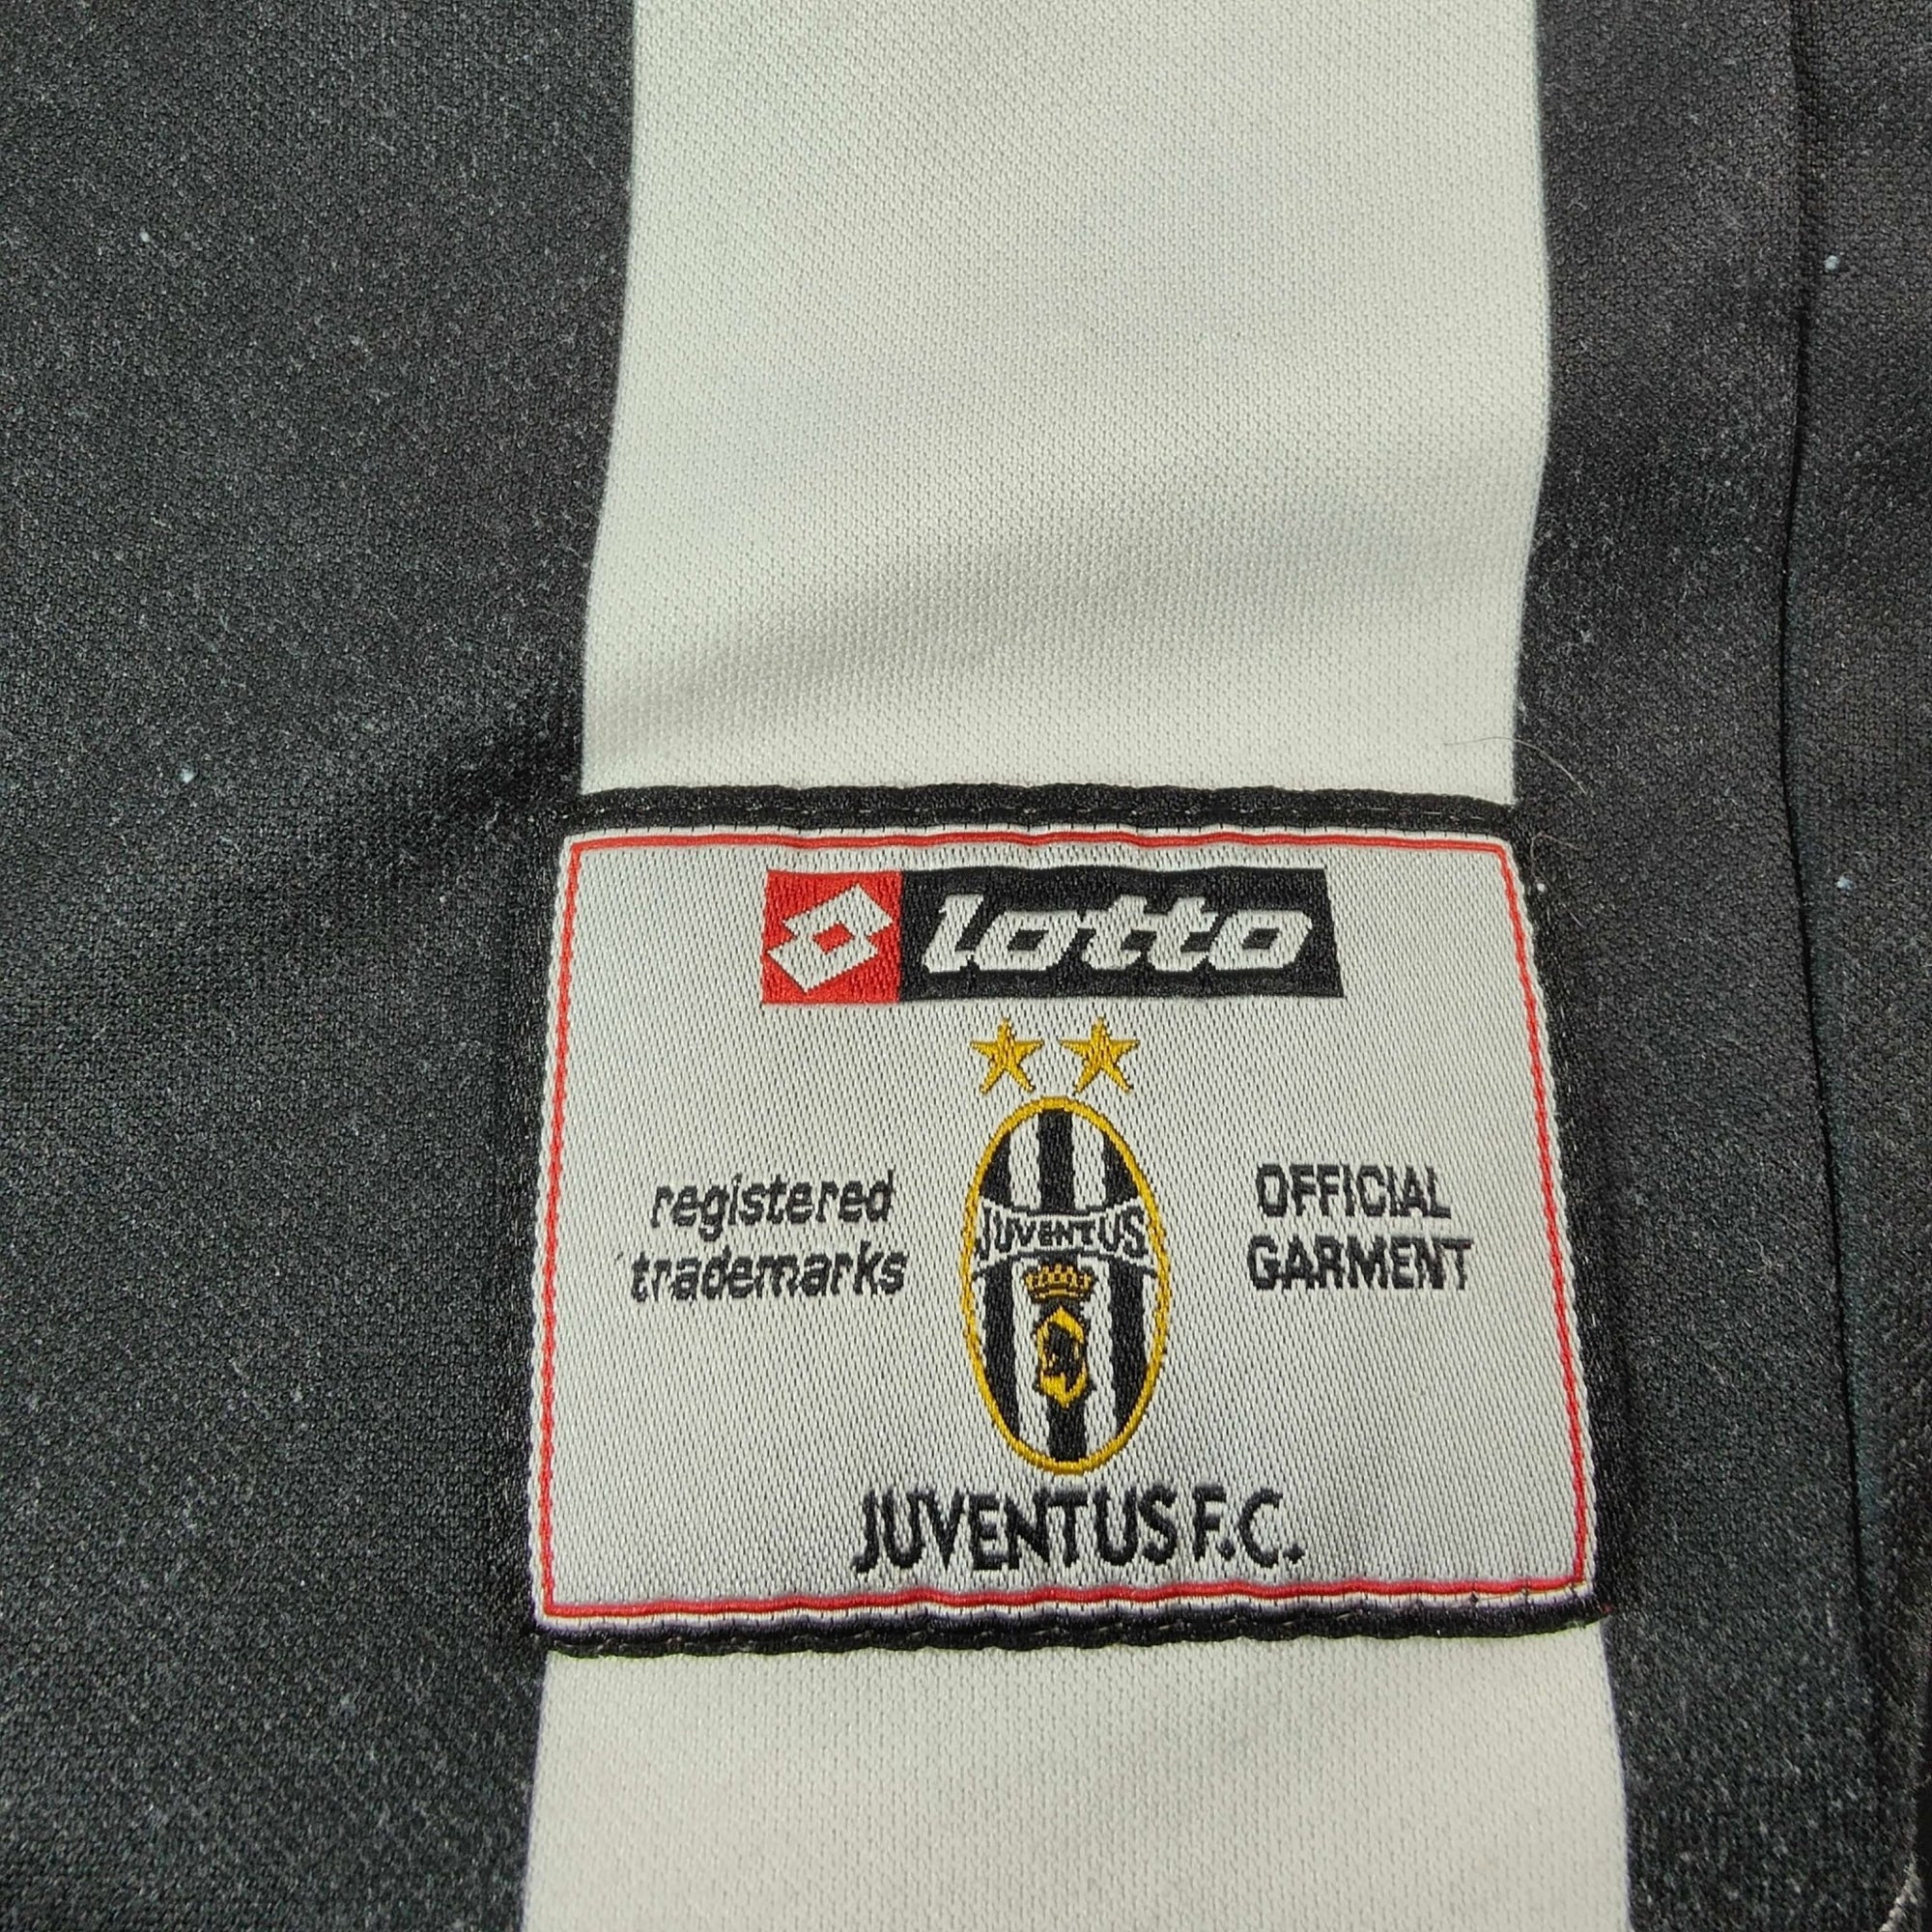 lotto
registered
trademarks
JUVENTUS
OFFICIAL
GARMENT
JUVENTUS F.C.